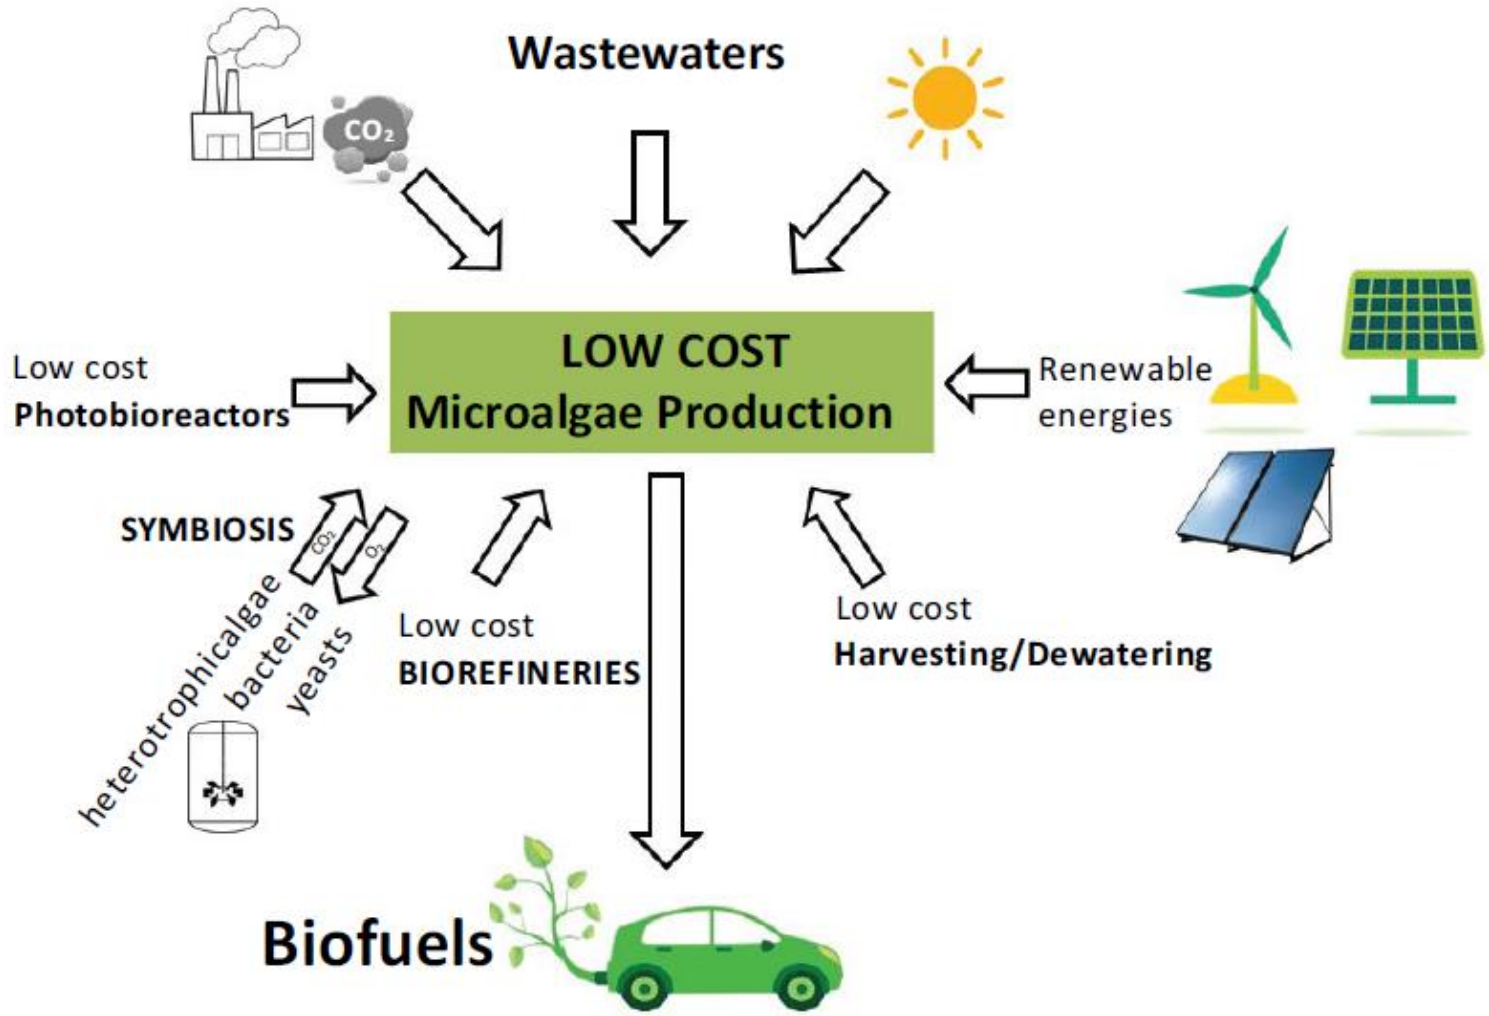 Wastewaters
CO₂
LOW COST
Microalgae Production
Low cost
Photobioreactors
Renewable
energies
SYMBIOSIS
CO₂
O₂
heterotrophicalgae
bacteria
yeasts
Low cost
BIOREFINERIES
Low cost
Harvesting/Dewatering
Biofuels